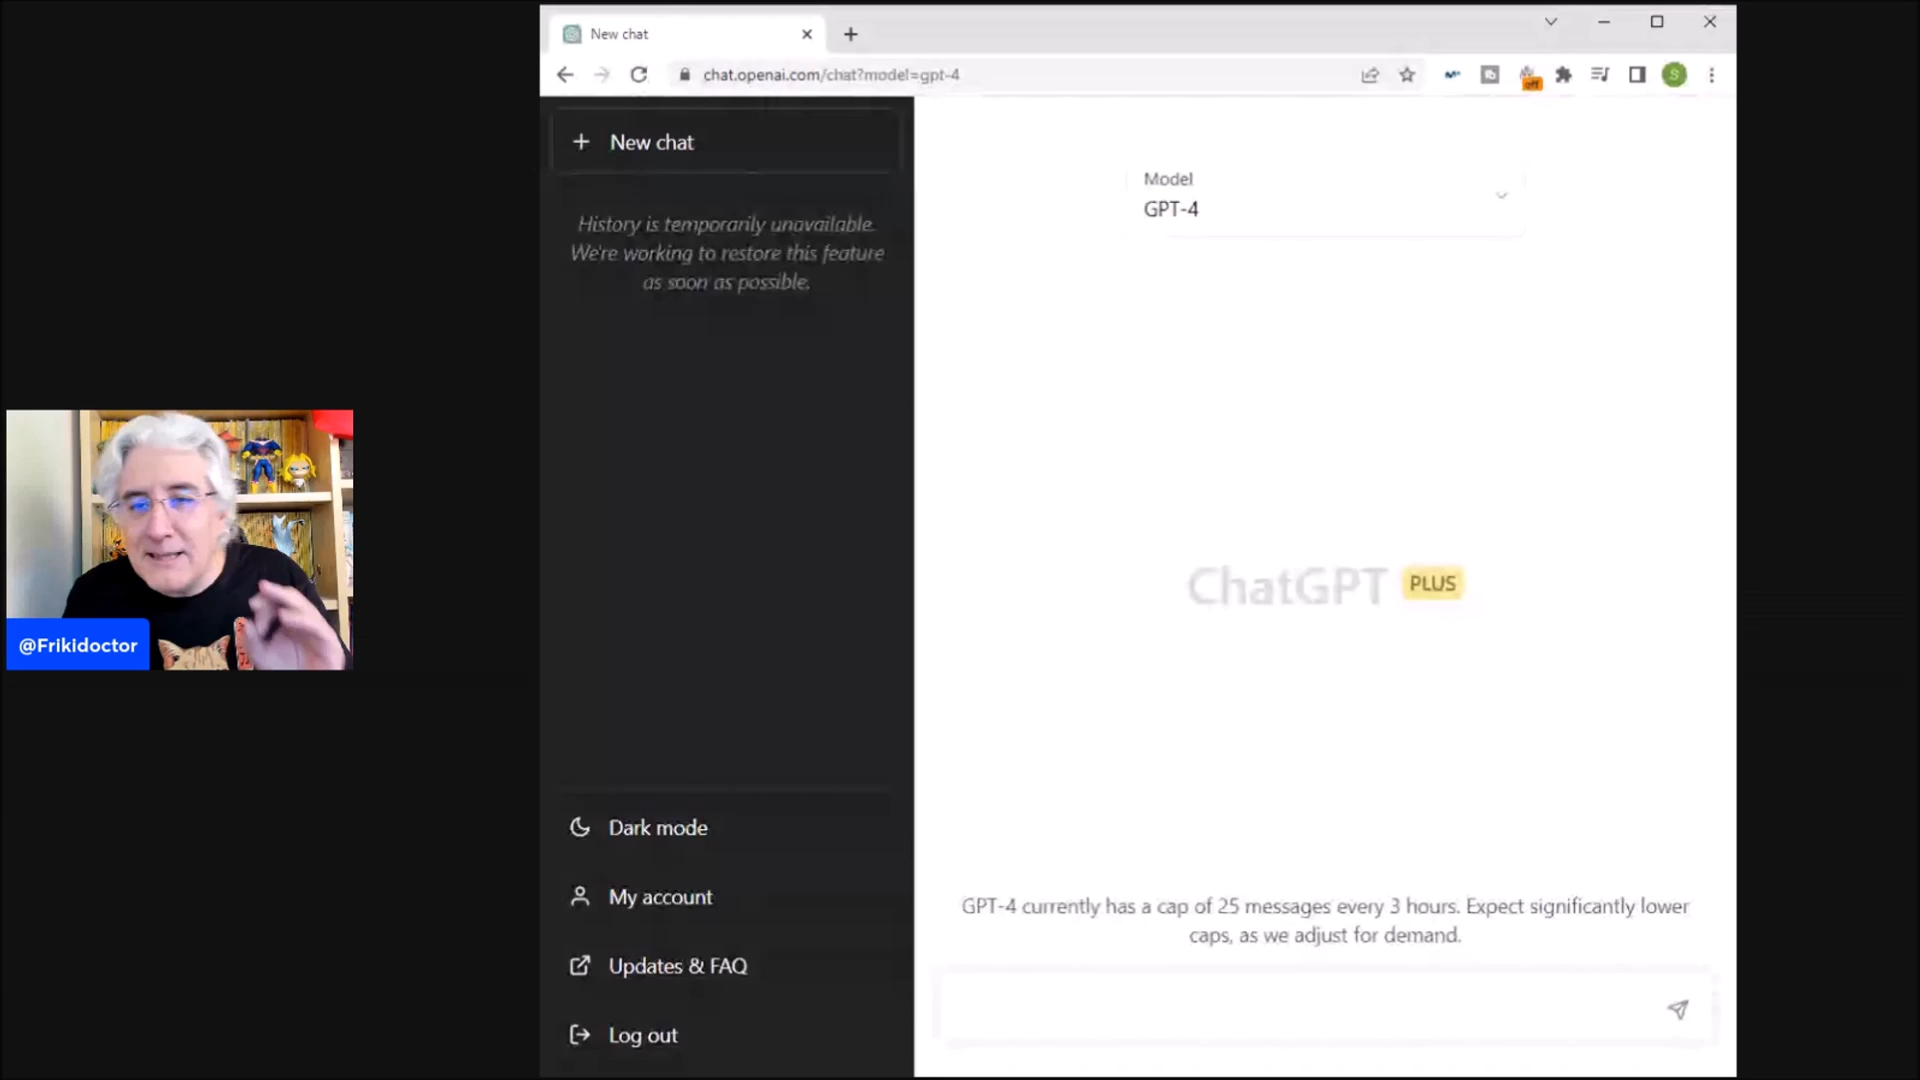 New chat
chat.openai.com/chat?model=gpt-4
off
S
New chat
History is temporarily unavailable.
We're working to restore this feature
as soon as possible.
Model
GPT-4
ChatGPT PLUS
@Frikidoctor
Dark mode
My account
Updates & FAQ
Log out
GPT-4 currently has a cap of 25 messages every 3 hours. Expect significantly lower
caps, as we adjust for demand.